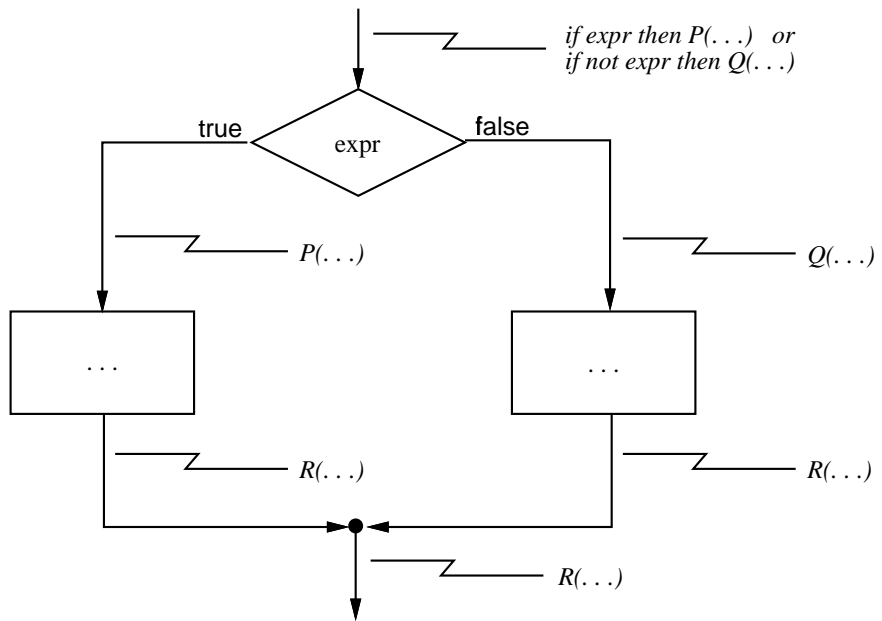 if expr then P(. . .) or
if not expr then Q(. . .)
true
false
expr
P(. . .)
Q(. . .)
. . .
. . .
R(. . .)
R(. . .)
R(. . .)